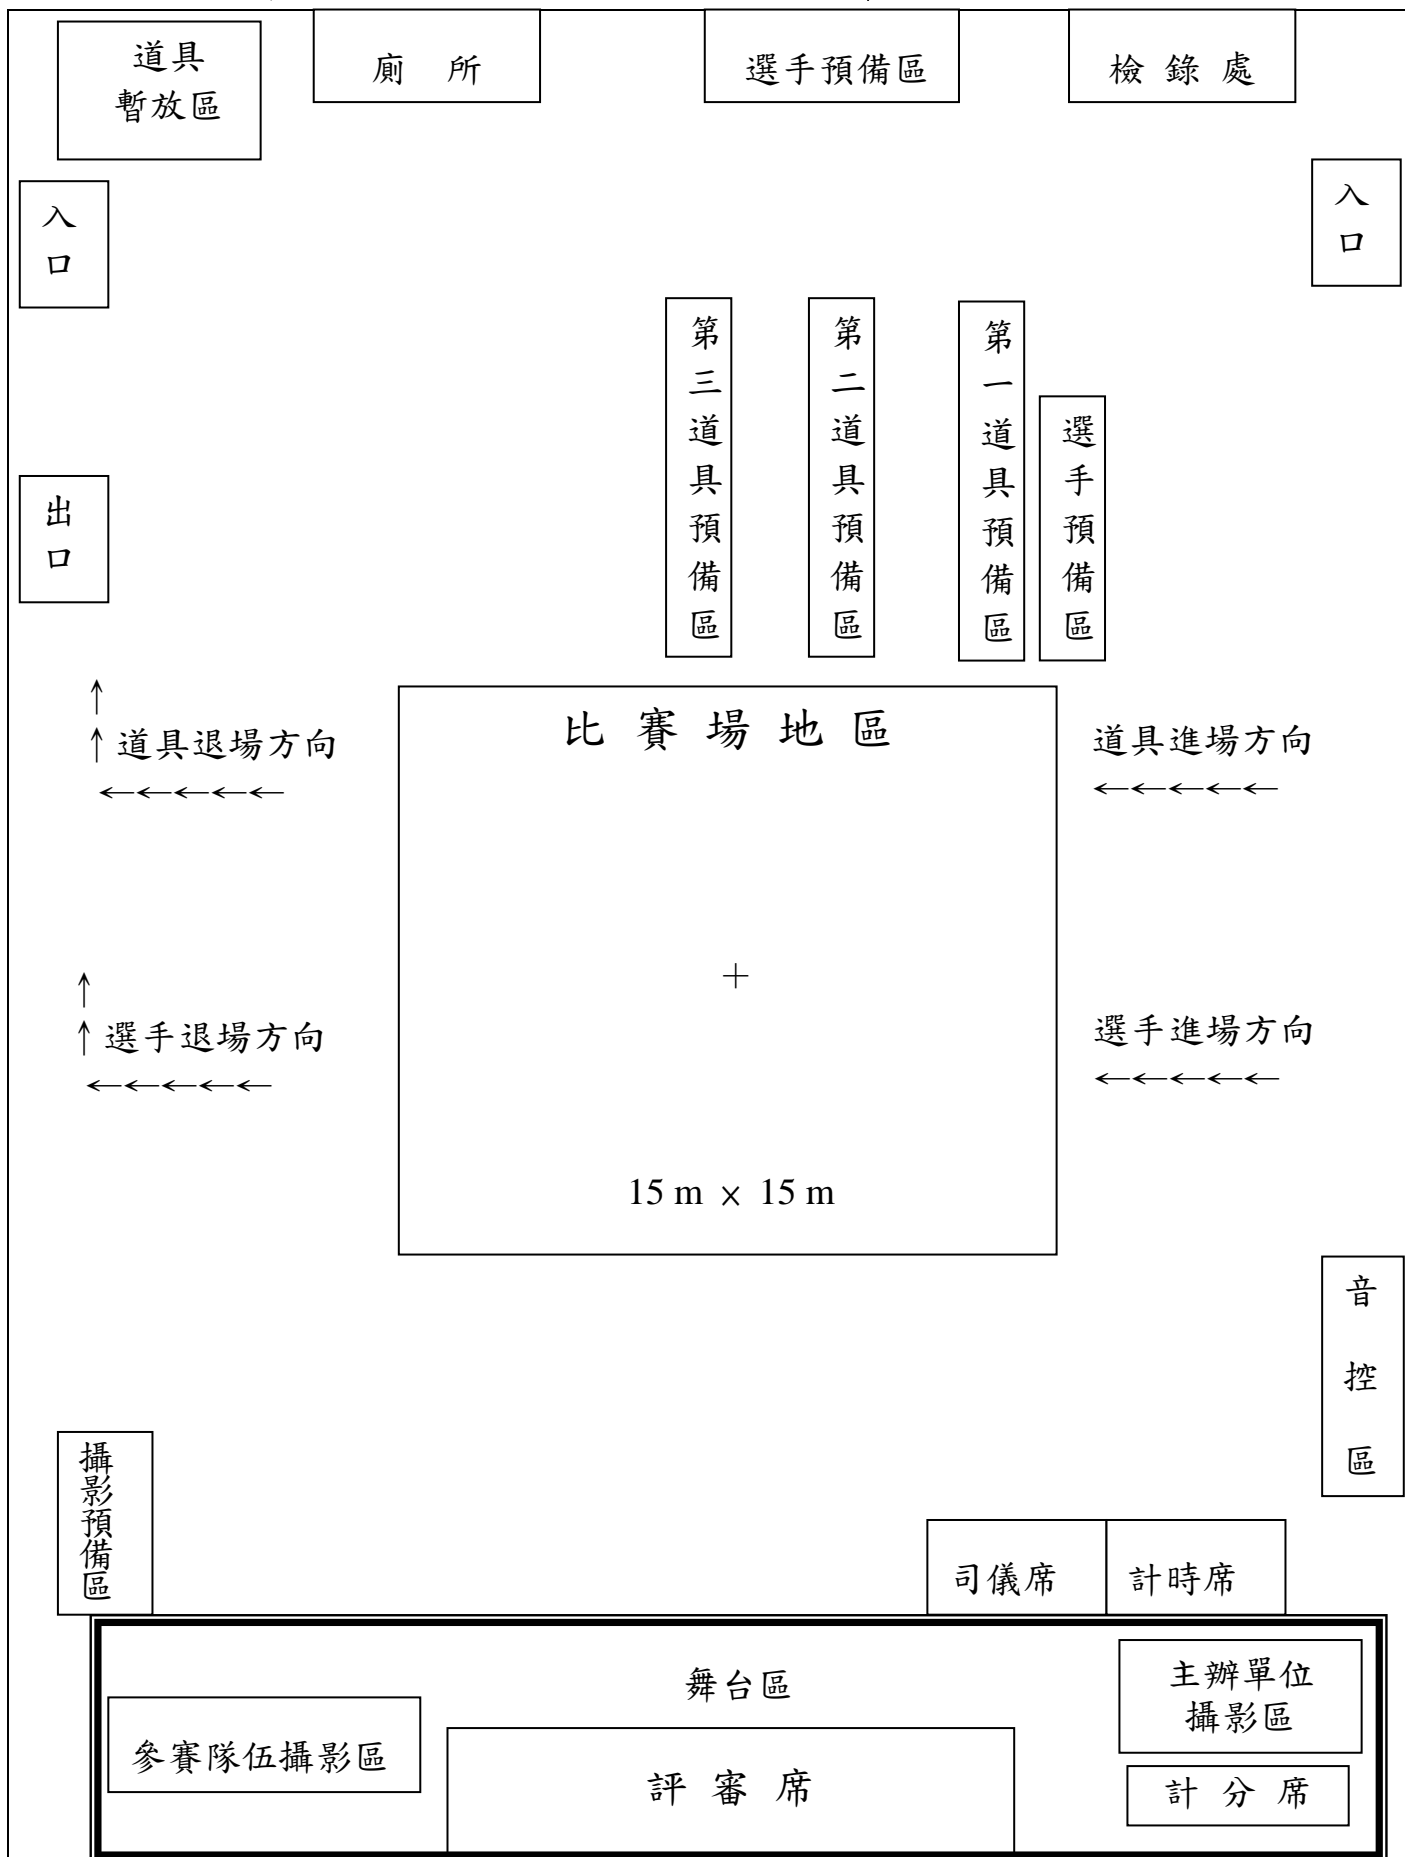 道具
暫放區
廁 所
選手預備區
檢 錄 處
入
口
入
口
第三道具預備區
第二道具預備區
第一道具預備區
選手預備區
出
口
比 賽 場 地 區
↑
↑ 道具退場方向
←←←←←
道具進場方向
←←←←←
+
↑
↑ 選手退場方向
←←←←←
選手進場方向
←←←←←
15 m × 15 m
音控區
攝影預備區
司儀席
計時席
舞台區
主辦單位
攝影區
參賽隊伍攝影區
評 審 席
計 分 席